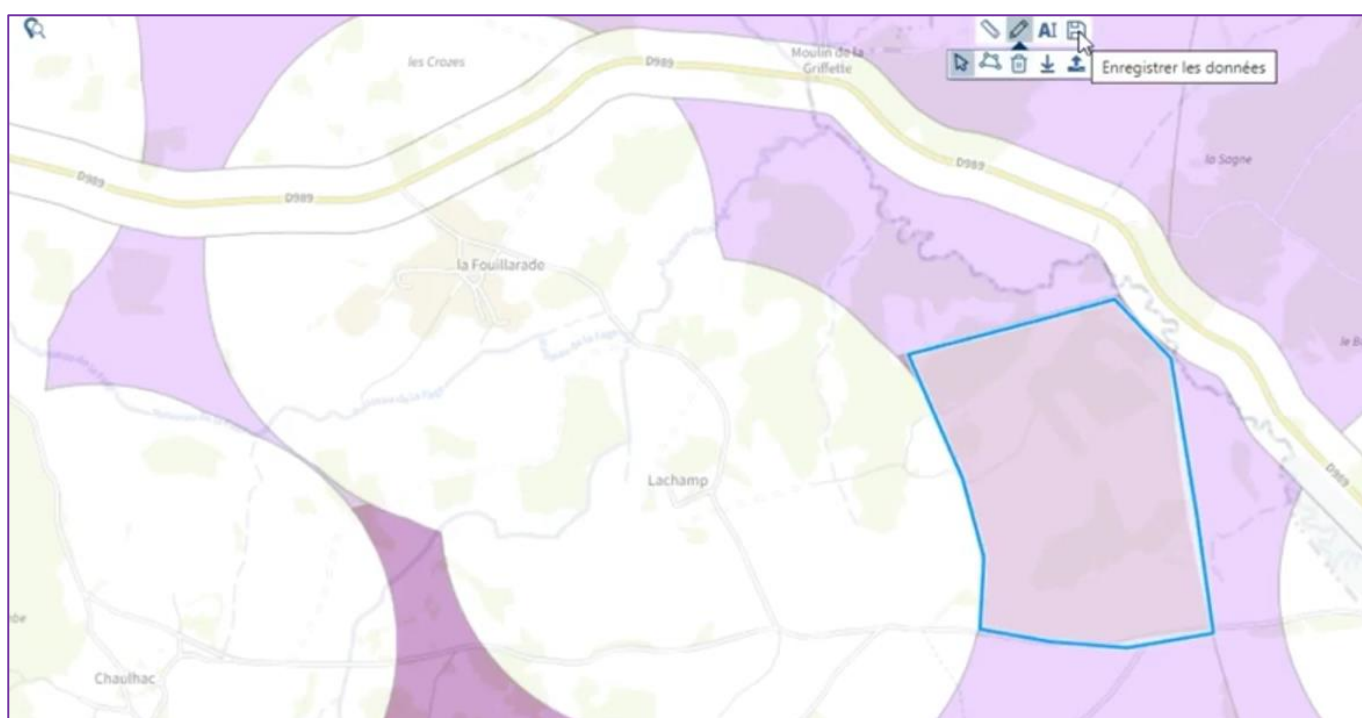 AI
Enregistrer les données
Moulin de la
Griffette
les Crozes
D989
D989
D989
D989
D989
la Sagne
la Fouillarade
Lachamp
Chaulhac